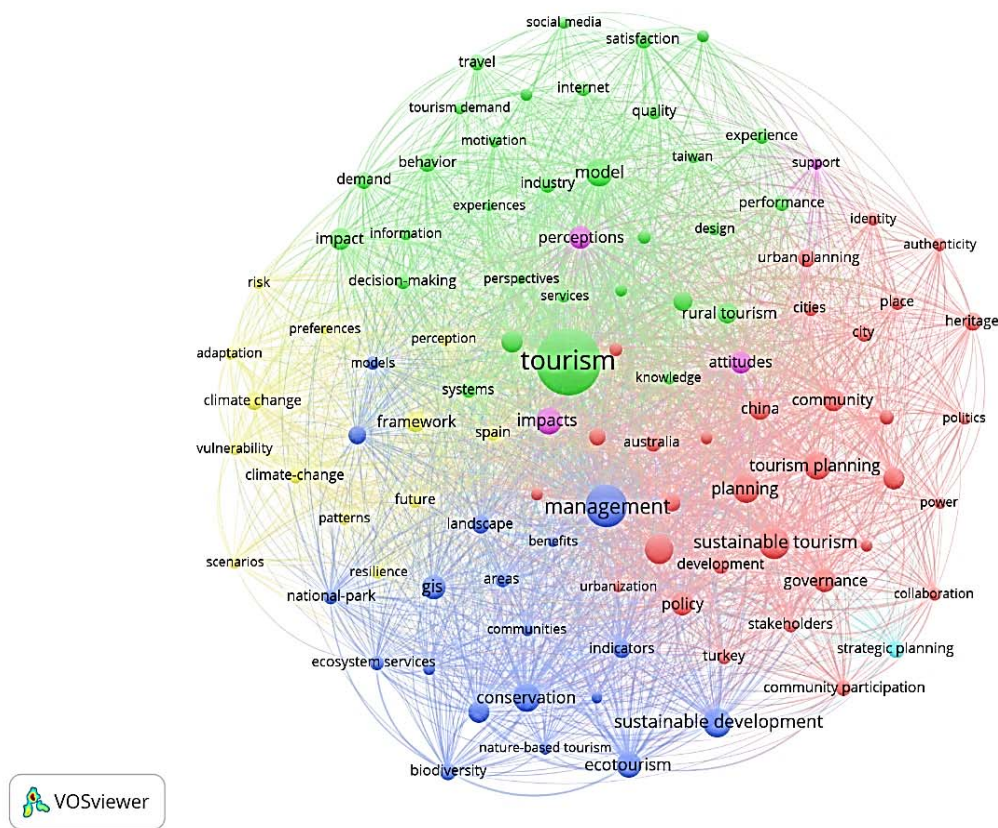 social media
satisfaction
travel
internet
tourism demand
quality
motivation
experience
behavior
taiwan
support
model
demand
industry
performance
experiences
identity
design
information
impact
perceptions
authenticity
urban planning
decision-making
perspectives
risk
services
place
cities
rural tourism
heritage
preferences
city
perception
adaptation
tourism
models
attitudes
knowledge
systems
climate change
community
china
framework
impacts
politics
spain
australia
vulnerability
tourism planning
climate-change
planning
future
power
management
patterns
landscape
benefits
sustainable tourism
scenarios
development
resilience
areas
governance
national-park
gis
urbanization
collaboration
policy
stakeholders
communities
strategic planning
indicators
turkey
ecosystem services
community participation
conservation
sustainable development
nature-based tourism
ecotourism
biodiversity
VOSviewer